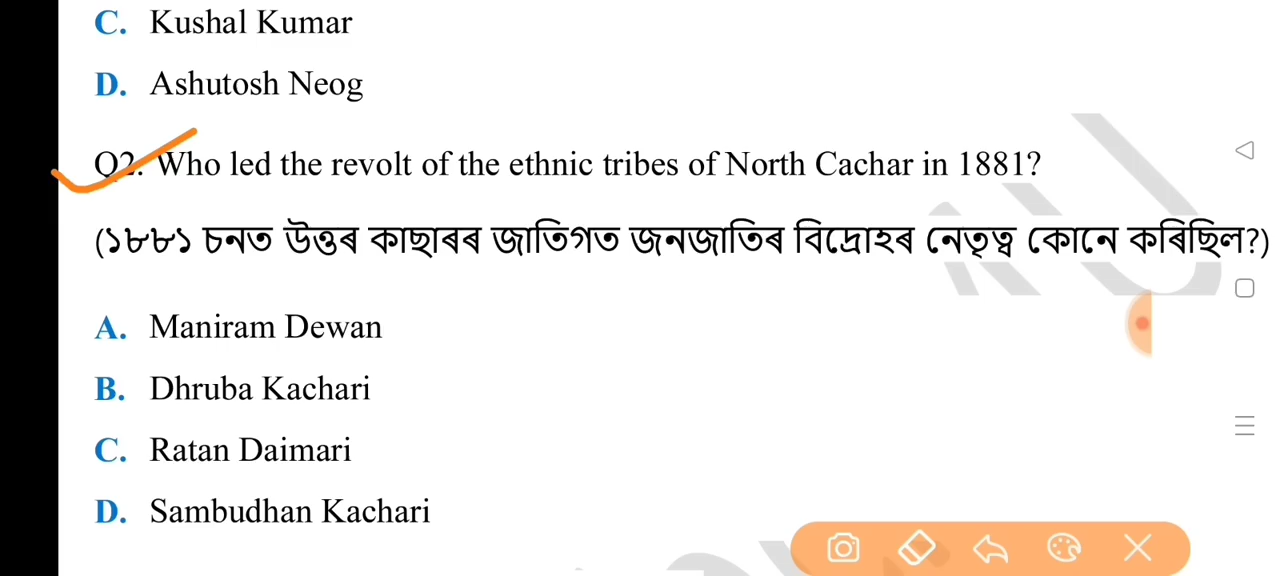 C. Kushal Kumar
D. Ashutosh Neog
Q2. Who led the revolt of the ethnic tribes of North Cachar in 1881?
(১৮৮১ চনত উত্তৰ কাছাৰৰ জাতিগত জনজাতিৰ বিদ্ৰোহৰ নেতৃত্ব কোনে কৰিছিল?)
A. Maniram Dewan
B. Dhruba Kachari
C. Ratan Daimari
D. Sambudhan Kachari